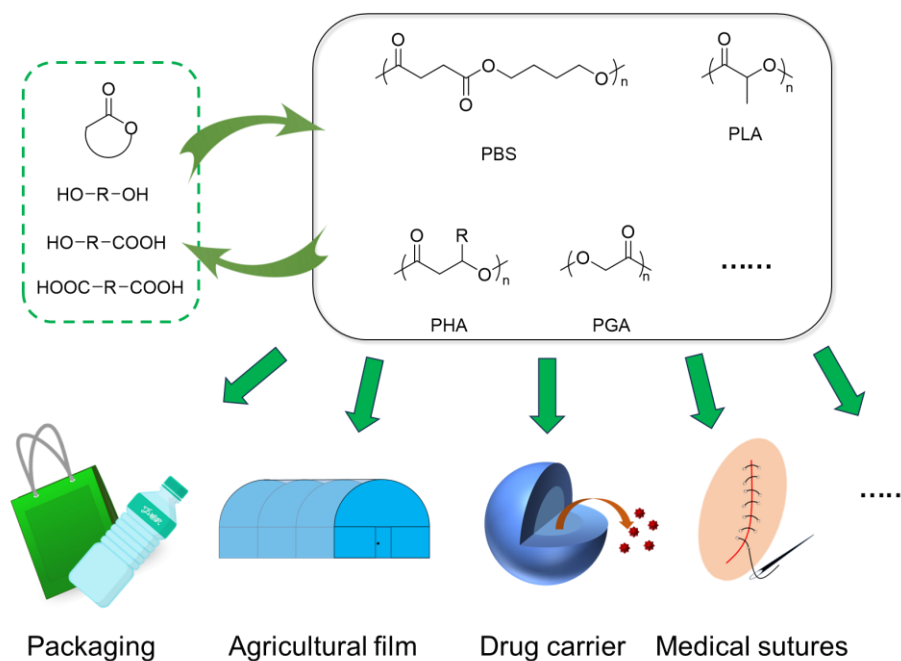 O
O
O
O
n
PBS
O
O
n
PLA
O
O
HO-R-OH
HO-R-COOH
HOOC-R-COOH
O
R
O
n
PHA
O
O
n
PGA
......
......
Packaging
Agricultural film
Drug carrier
Medical sutures